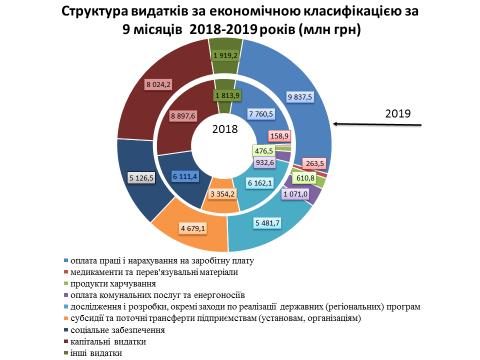 Структура видатків за економічною класифікацією за
9 місяців 2018-2019 років (млн грн)
1 919,2
8 024,2
1 813,9
9 837,5
7 760,5
2019
2018
8 897,6
158,9
476,5
263,5
932,6
610,8
5 126,5
6 111,4
6 162,1
1 071,0
3 354,2
5 481,7
4 679,1
оплата праці і нарахування на заробітну плату
медикаменти та перев'язувальні матеріали
продукти харчування
оплата комунальних послуг та енергоносіїв
дослідження і розробки, окремі заходи по реалізації державних (регіональних) програм
субсидії та поточні трансферти підприємствам (установам, організаціям)
соціальне забезпечення
капітальні видатки
інші видатки